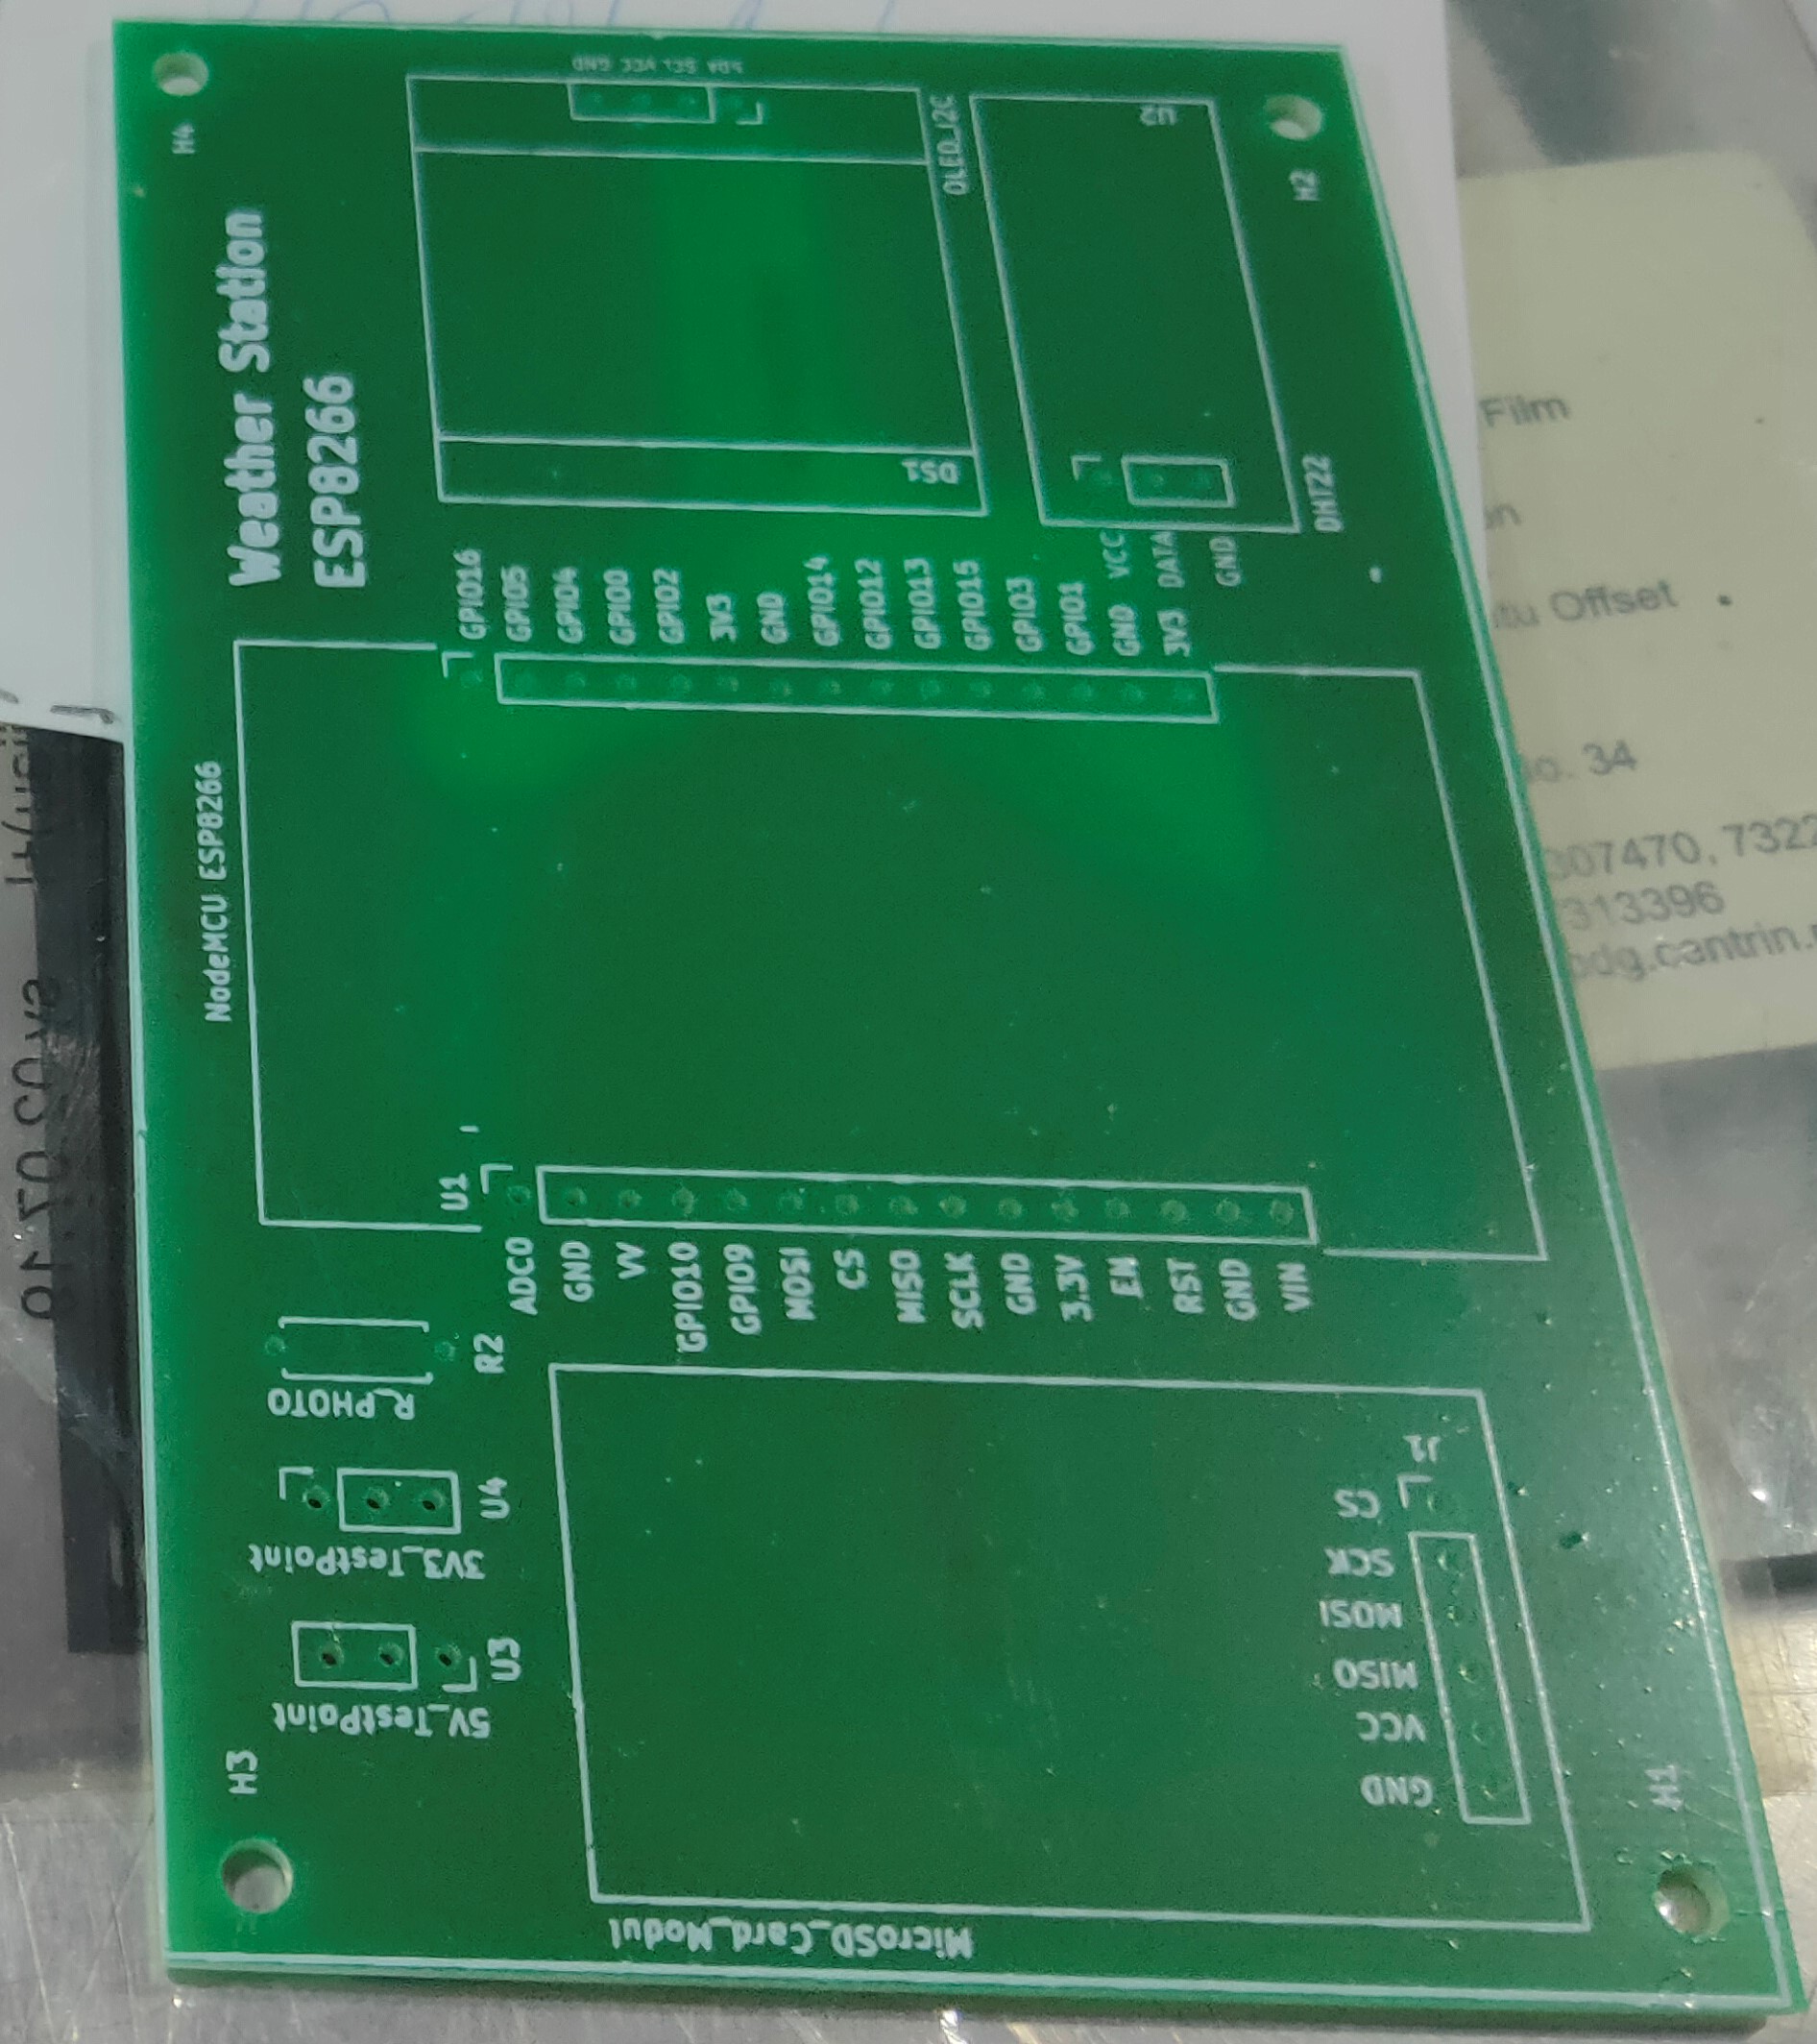 H4
SDA SCL VCC GND
OLED_I2C
U2
H2
Weather Station
ESP8266
DS1
DHT22
VCC
DATA
GND
GPIO16
GPIO5
GPIO4
GPIO0
GPIO2
3V3
GND
GPIO14
GPIO12
GPIO13
GPIO15
GPIO3
GPIO1
GND
3V3
NodeMCU ESP8266
U1
ADC0
GND
VV
GPIO10
GPIO9
MOSI
CS
MISO
SCLK
GND
3.3V
EN
RST
GND
VIN
R2
R_PHOTO
U4
3V3_TestPoint
U3
5V_TestPoint
H3
J1
CS
SCK
MOSI
MISO
VCC
GND
H1
MicroSD_Card_Modul
Film
Offset
34
307470, 7322
313396